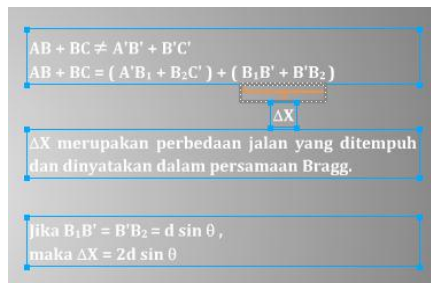 AB + BC ≠ A'B' + B'C'
AB + BC = ( A'B₁ + B₂C' ) + ( B₁B' + B'B₂ )
ΔX
ΔX merupakan perbedaan jalan yang ditempuh
dan dinyatakan dalam persamaan Bragg.
Jika B₁B' = B'B₂ = d sin θ ,
maka ΔX = 2d sin θ